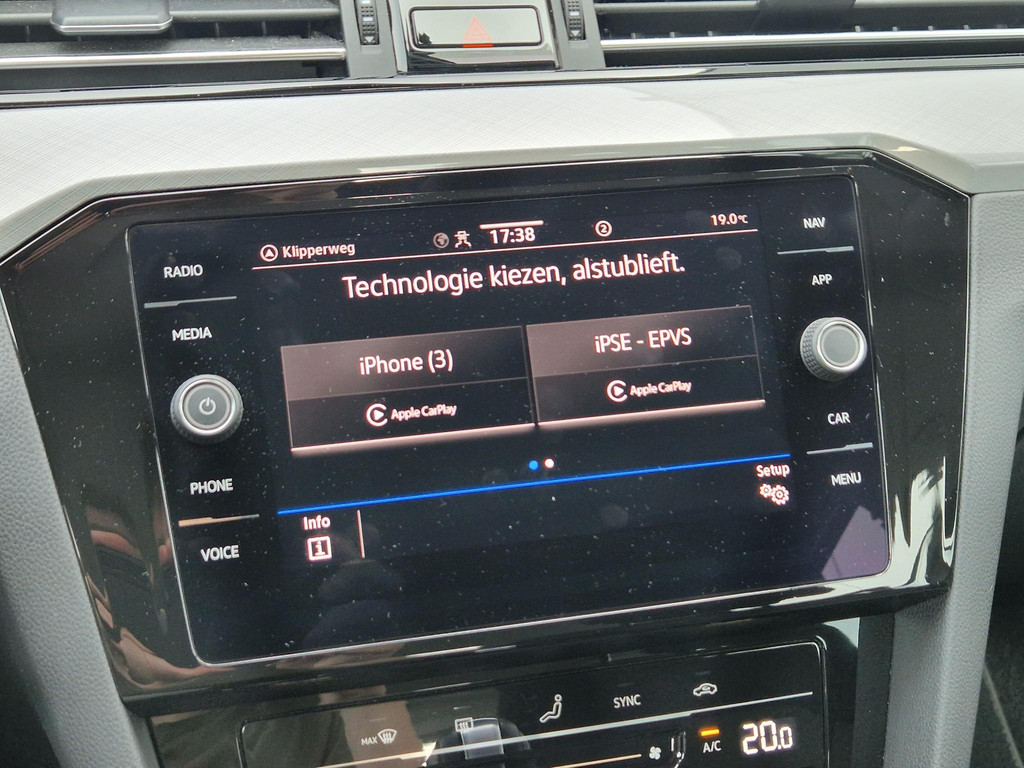 Klipperweg 17:38 2 19.0°C
NAV
RADIO
Technologie kiezen, alstublieft.
APP
MEDIA
iPhone (3)
iPSE - EPVS
Apple CarPlay
Apple CarPlay
CAR
PHONE
Setup
MENU
Info
i
VOICE
SYNC
MAX
A/C
20.0